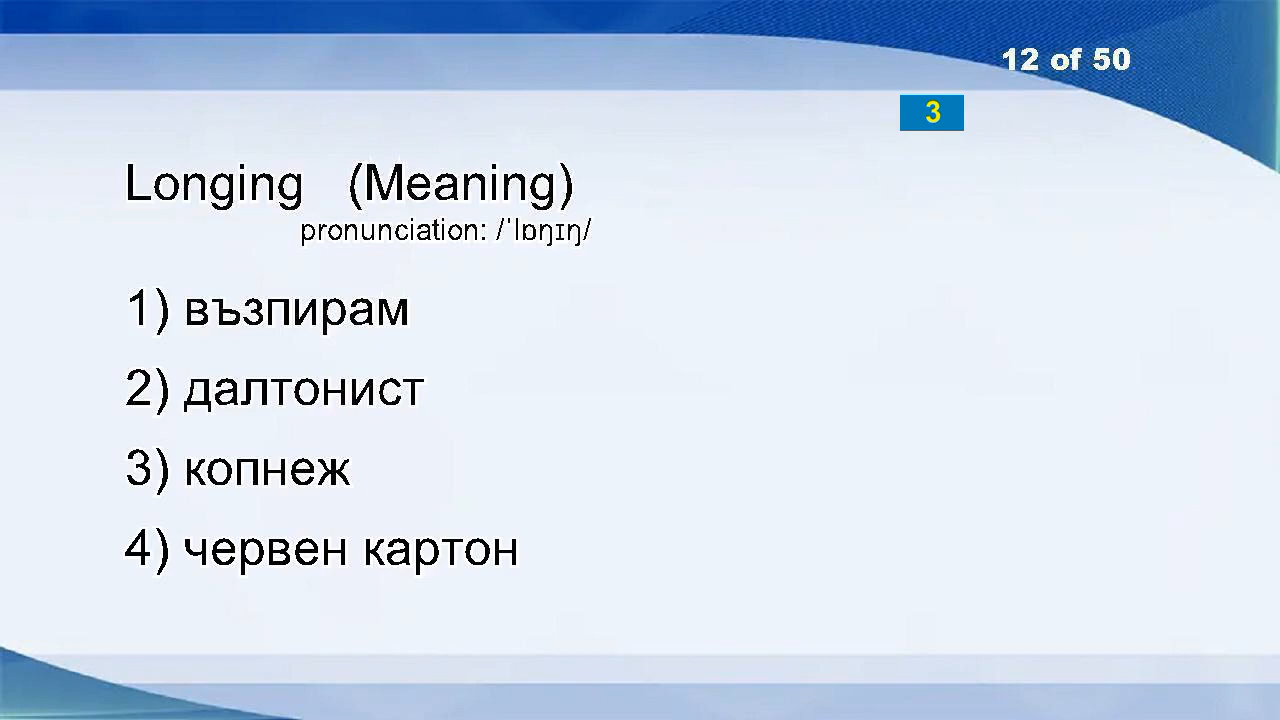 12 of 50
3
Longing (Meaning)
pronunciation: /ˈlɒŋɪŋ/
1) възпирам
2) далтонист
3) копнеж
4) червен картон